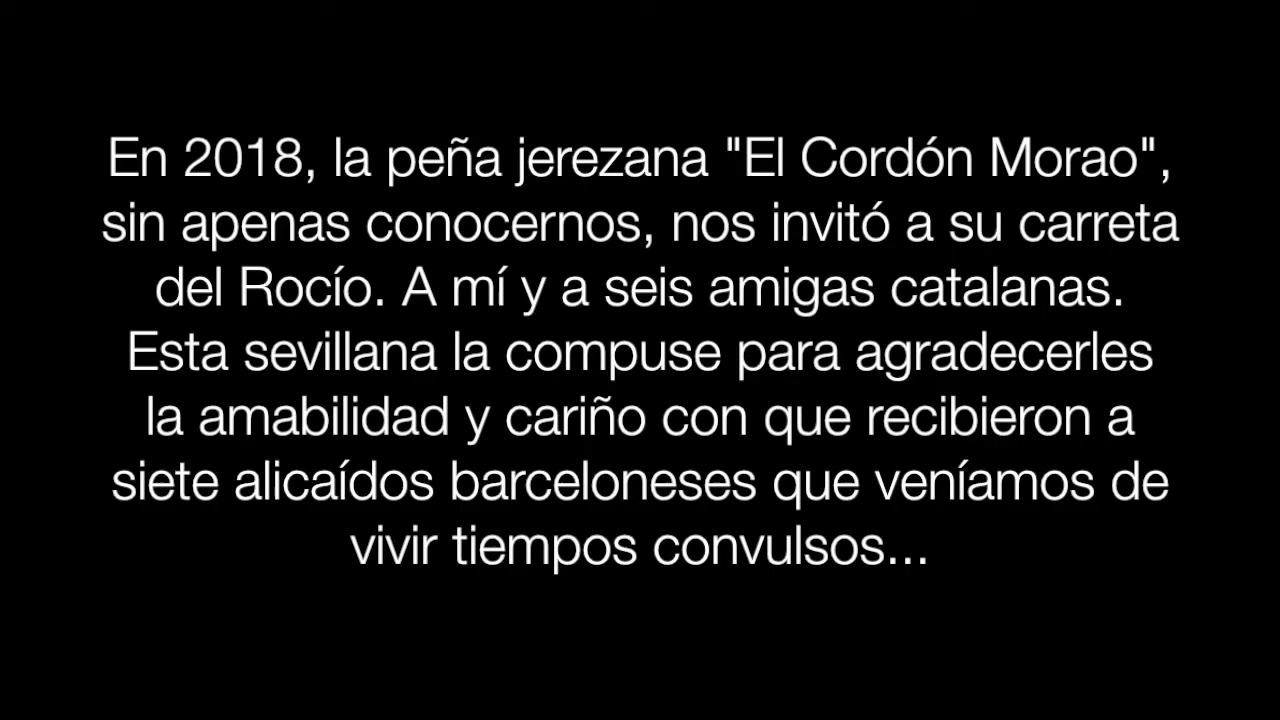 En 2018, la peña jerezana "El Cordón Morao",
sin apenas conocernos, nos invitó a su carreta
del Rocío. A mí y a seis amigas catalanas.
Esta sevillana la compuse para agradecerles
la amabilidad y cariño con que recibieron a
siete alicaídos barceloneses que veníamos de
vivir tiempos convulsos...